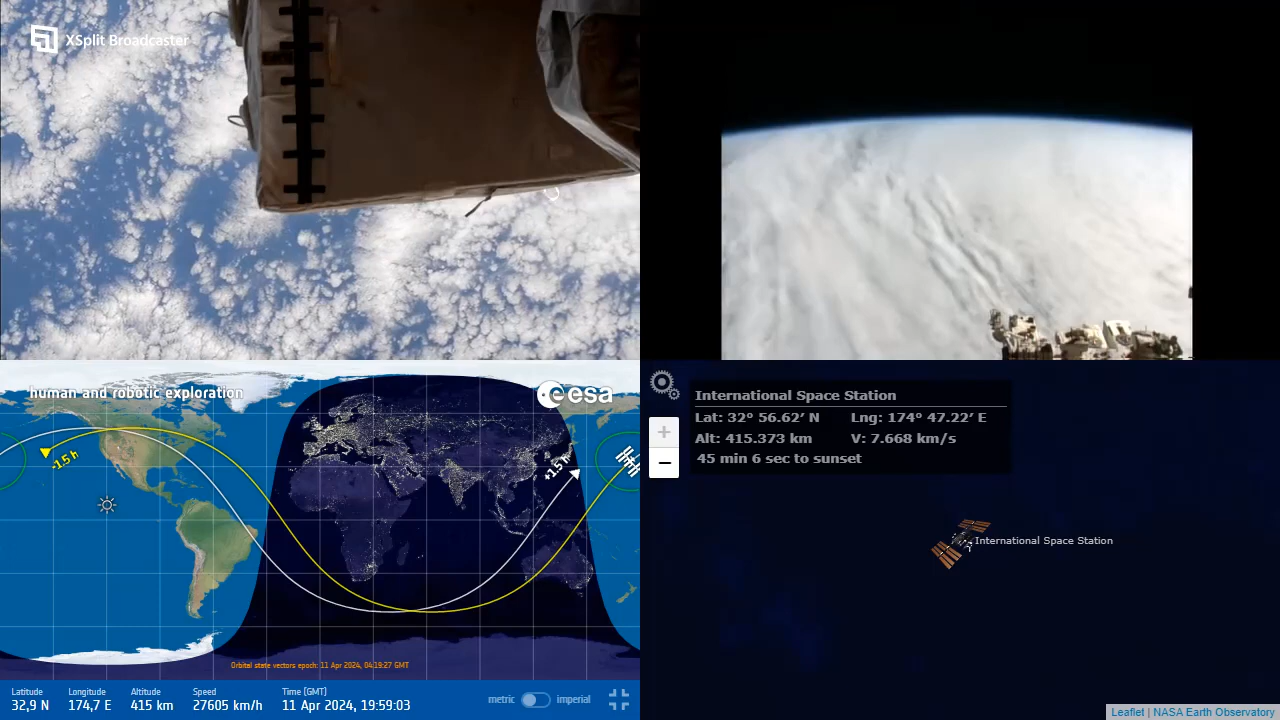 XSplit Broadcaster
human and robotic exploration
esa
-1.5 h
+1.5 h
Orbital state vectors epoch: 11 Apr 2024, 04:19:27 GMT
Latitude Longitude Altitude Speed Time (GMT)
32,9 N 174,7 E 415 km 27605 km/h 11 Apr 2024, 19:59:03
metric imperial
International Space Station
Lat: 32° 56.62′ N Lng: 174° 47.22′ E
Alt: 415.373 km V: 7.668 km/s
45 min 6 sec to sunset
+
−
International Space Station
Leaflet | NASA Earth Observatory